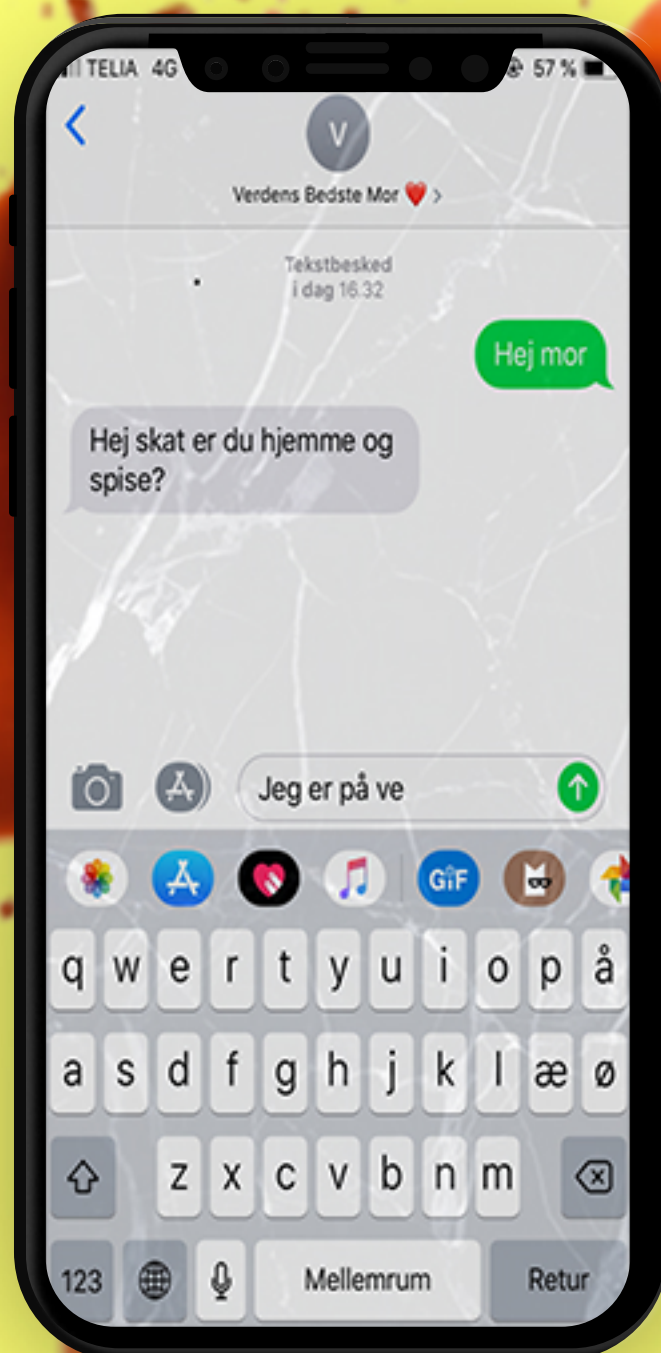 TELIA 4G 57 %
V
Verdens Bedste Mor ❤️ >
Tekstbesked
i dag 16.32
Hej mor
Hej skat er du hjemme og
spise?
Jeg er på ve
GIF
q w e r t y u i o p å
a s d f g h j k l æ ø
z x c v b n m
123 Mellemrum Retur